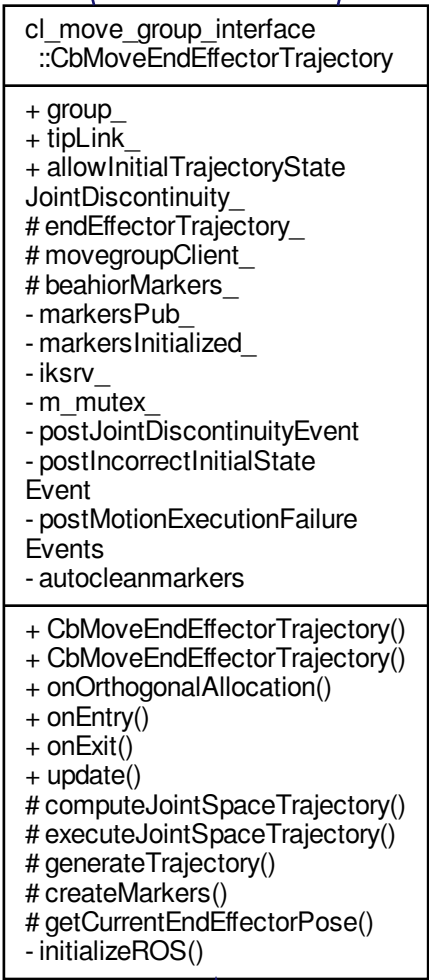 cl_move_group_interface
::CbMoveEndEffectorTrajectory
+ group_
+ tipLink_
+ allowInitialTrajectoryState
JointDiscontinuity_
# endEffectorTrajectory_
# movegroupClient_
# beahiorMarkers_
- markersPub_
- markersInitialized_
- iksrv_
- m_mutex_
- postJointDiscontinuityEvent
- postIncorrectInitialState
Event
- postMotionExecutionFailure
Events
- autocleanmarkers
+ CbMoveEndEffectorTrajectory()
+ CbMoveEndEffectorTrajectory()
+ onOrthogonalAllocation()
+ onEntry()
+ onExit()
+ update()
# computeJointSpaceTrajectory()
# executeJointSpaceTrajectory()
# generateTrajectory()
# createMarkers()
# getCurrentEndEffectorPose()
- initializeROS()